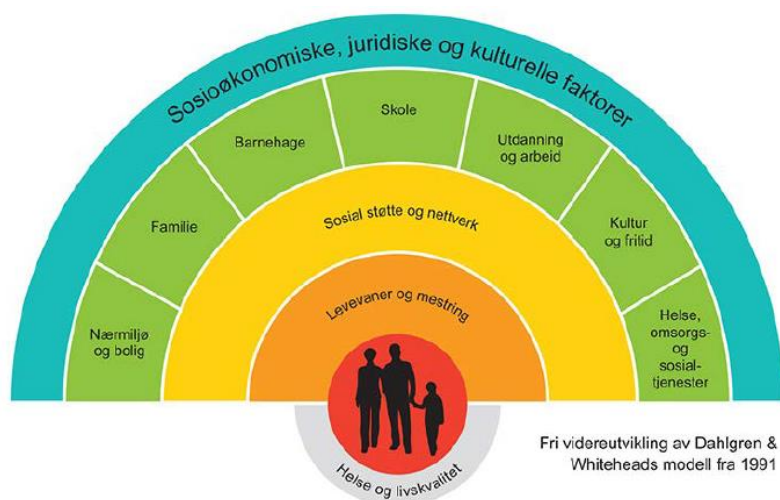 Sosioøkonomiske, juridiske og kulturelle faktorer
Nærmiljø
og bolig
Familie
Barnehage
Skole
Utdanning
og arbeid
Kultur
og fritid
Helse,
omsorgs-
og
sosial-
tjenester
Sosial støtte og nettverk
Levevaner og mestring
Helse og livskvalitet
Fri videreutvikling av Dahlgren &
Whiteheads modell fra 1991